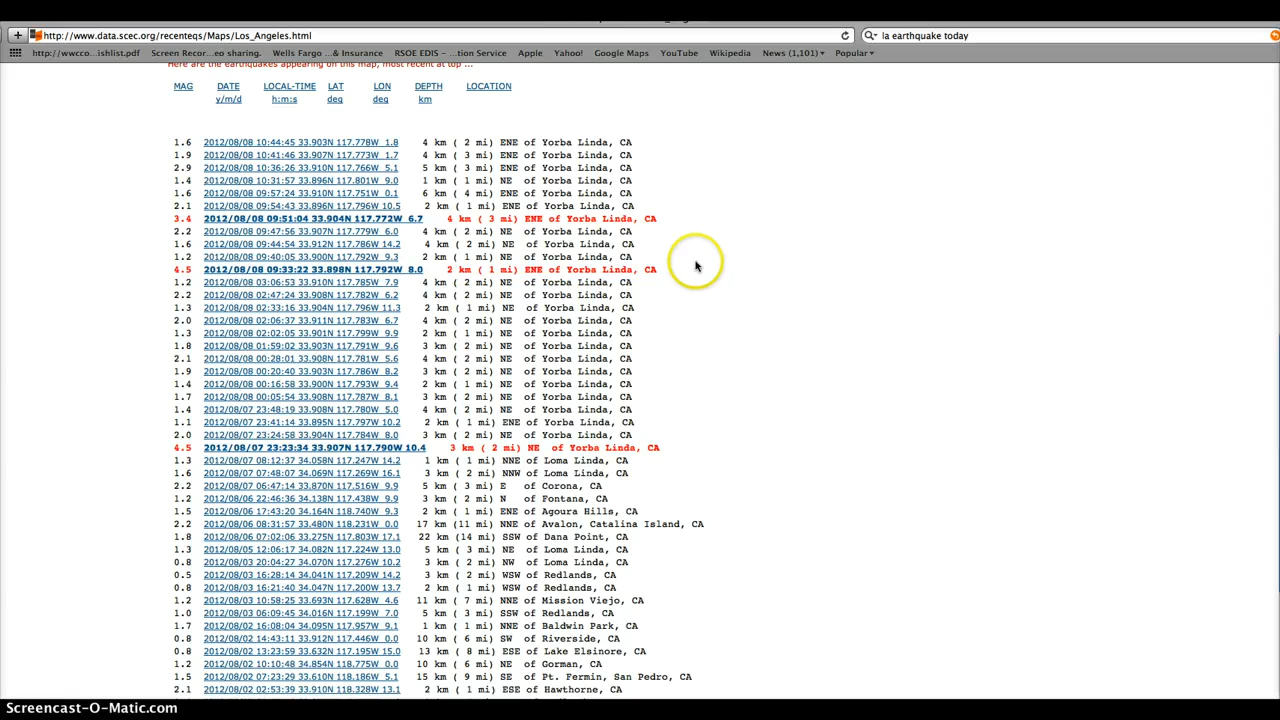 http://www.data.scec.org/recenteqs/Maps/Los_Angeles.html la earthquake today
http://wwcco...ishlist.pdf Screen Recor...eo sharing. Wells Fargo ...& Insurance RSOE EDIS - ...tion Service Apple Yahoo! Google Maps YouTube Wikipedia News (1,101) Popular
Here are the earthquakes appearing on this map, most recent at top ...
MAG DATE LOCAL-TIME LAT LON DEPTH LOCATION
y/m/d h:m:s deg deg km
1.6 2012/08/08 10:44:45 33.903N 117.778W 1.8 4 km ( 2 mi) ENE of Yorba Linda, CA
1.9 2012/08/08 10:41:46 33.907N 117.773W 1.7 4 km ( 3 mi) ENE of Yorba Linda, CA
2.9 2012/08/08 10:36:26 33.910N 117.766W 5.1 5 km ( 3 mi) ENE of Yorba Linda, CA
1.4 2012/08/08 10:31:57 33.896N 117.801W 9.0 1 km ( 1 mi) NE of Yorba Linda, CA
1.6 2012/08/08 09:57:24 33.910N 117.751W 0.1 6 km ( 4 mi) ENE of Yorba Linda, CA
2.1 2012/08/08 09:54:43 33.896N 117.796W 10.5 2 km ( 1 mi) ENE of Yorba Linda, CA
3.4 2012/08/08 09:51:04 33.904N 117.772W 6.7 4 km ( 3 mi) ENE of Yorba Linda, CA
2.2 2012/08/08 09:47:56 33.907N 117.779W 6.0 4 km ( 2 mi) NE of Yorba Linda, CA
1.6 2012/08/08 09:44:54 33.912N 117.786W 14.2 4 km ( 2 mi) NE of Yorba Linda, CA
1.2 2012/08/08 09:40:05 33.900N 117.792W 9.3 2 km ( 1 mi) NE of Yorba Linda, CA
4.5 2012/08/08 09:33:22 33.898N 117.792W 8.0 2 km ( 1 mi) ENE of Yorba Linda, CA
1.2 2012/08/08 03:06:53 33.910N 117.785W 7.9 4 km ( 2 mi) NE of Yorba Linda, CA
2.2 2012/08/08 02:47:24 33.908N 117.782W 6.2 4 km ( 2 mi) NE of Yorba Linda, CA
1.3 2012/08/08 02:33:16 33.904N 117.796W 11.3 2 km ( 1 mi) NE of Yorba Linda, CA
2.0 2012/08/08 02:06:37 33.911N 117.783W 6.7 4 km ( 2 mi) NE of Yorba Linda, CA
1.3 2012/08/08 02:02:05 33.901N 117.799W 9.9 2 km ( 1 mi) NE of Yorba Linda, CA
1.8 2012/08/08 01:59:02 33.903N 117.791W 9.6 3 km ( 2 mi) NE of Yorba Linda, CA
2.1 2012/08/08 00:28:01 33.908N 117.781W 5.6 4 km ( 2 mi) NE of Yorba Linda, CA
1.9 2012/08/08 00:20:40 33.903N 117.786W 8.2 3 km ( 2 mi) NE of Yorba Linda, CA
1.4 2012/08/08 00:16:58 33.900N 117.793W 9.4 2 km ( 1 mi) NE of Yorba Linda, CA
1.7 2012/08/08 00:05:54 33.908N 117.787W 8.1 3 km ( 2 mi) NE of Yorba Linda, CA
1.4 2012/08/07 23:48:19 33.908N 117.780W 5.0 4 km ( 2 mi) NE of Yorba Linda, CA
1.1 2012/08/07 23:41:14 33.895N 117.797W 10.2 2 km ( 1 mi) ENE of Yorba Linda, CA
2.0 2012/08/07 23:24:58 33.904N 117.784W 8.0 3 km ( 2 mi) NE of Yorba Linda, CA
4.5 2012/08/07 23:23:34 33.907N 117.790W 10.4 3 km ( 2 mi) NE of Yorba Linda, CA
1.3 2012/08/07 08:12:37 34.058N 117.247W 14.2 1 km ( 1 mi) NNE of Loma Linda, CA
1.6 2012/08/07 07:48:07 34.069N 117.269W 16.1 3 km ( 2 mi) NNW of Loma Linda, CA
2.2 2012/08/07 06:47:14 33.870N 117.516W 9.9 5 km ( 3 mi) E of Corona, CA
1.2 2012/08/06 22:46:36 34.138N 117.438W 9.9 3 km ( 2 mi) N of Fontana, CA
1.5 2012/08/06 17:43:20 34.164N 118.740W 9.3 2 km ( 1 mi) ENE of Agoura Hills, CA
2.2 2012/08/06 08:31:57 33.480N 118.231W 0.0 17 km (11 mi) NNE of Avalon, Catalina Island, CA
1.8 2012/08/06 07:02:06 33.275N 117.803W 17.1 22 km (14 mi) SSW of Dana Point, CA
1.3 2012/08/05 12:06:17 34.082N 117.224W 13.0 5 km ( 3 mi) NE of Loma Linda, CA
0.8 2012/08/03 20:04:27 34.070N 117.276W 10.2 3 km ( 2 mi) NW of Loma Linda, CA
0.5 2012/08/03 16:28:14 34.041N 117.209W 14.2 3 km ( 2 mi) WSW of Redlands, CA
0.8 2012/08/03 16:21:40 34.047N 117.200W 13.7 2 km ( 1 mi) WSW of Redlands, CA
1.2 2012/08/03 10:58:25 33.693N 117.628W 4.6 11 km ( 7 mi) NNE of Mission Viejo, CA
1.0 2012/08/03 06:09:45 34.016N 117.199W 7.0 5 km ( 3 mi) SSW of Redlands, CA
1.7 2012/08/02 16:08:04 34.095N 117.957W 9.1 1 km ( 1 mi) NNE of Baldwin Park, CA
0.8 2012/08/02 14:43:11 33.912N 117.446W 0.0 10 km ( 6 mi) SW of Riverside, CA
0.8 2012/08/02 13:23:58 33.632N 117.195W 15.0 13 km ( 8 mi) ESE of Lake Elsinore, CA
1.2 2012/08/02 10:10:48 34.854N 118.775W 0.0 10 km ( 6 mi) NE of Gorman, CA
1.5 2012/08/02 07:23:29 33.610N 118.186W 5.1 15 km ( 9 mi) SE of Pt. Fermin, San Pedro, CA
2.1 2012/08/02 02:53:39 33.910N 118.328W 13.1 2 km ( 1 mi) ESE of Hawthorne, CA
Screencast-O-Matic.com